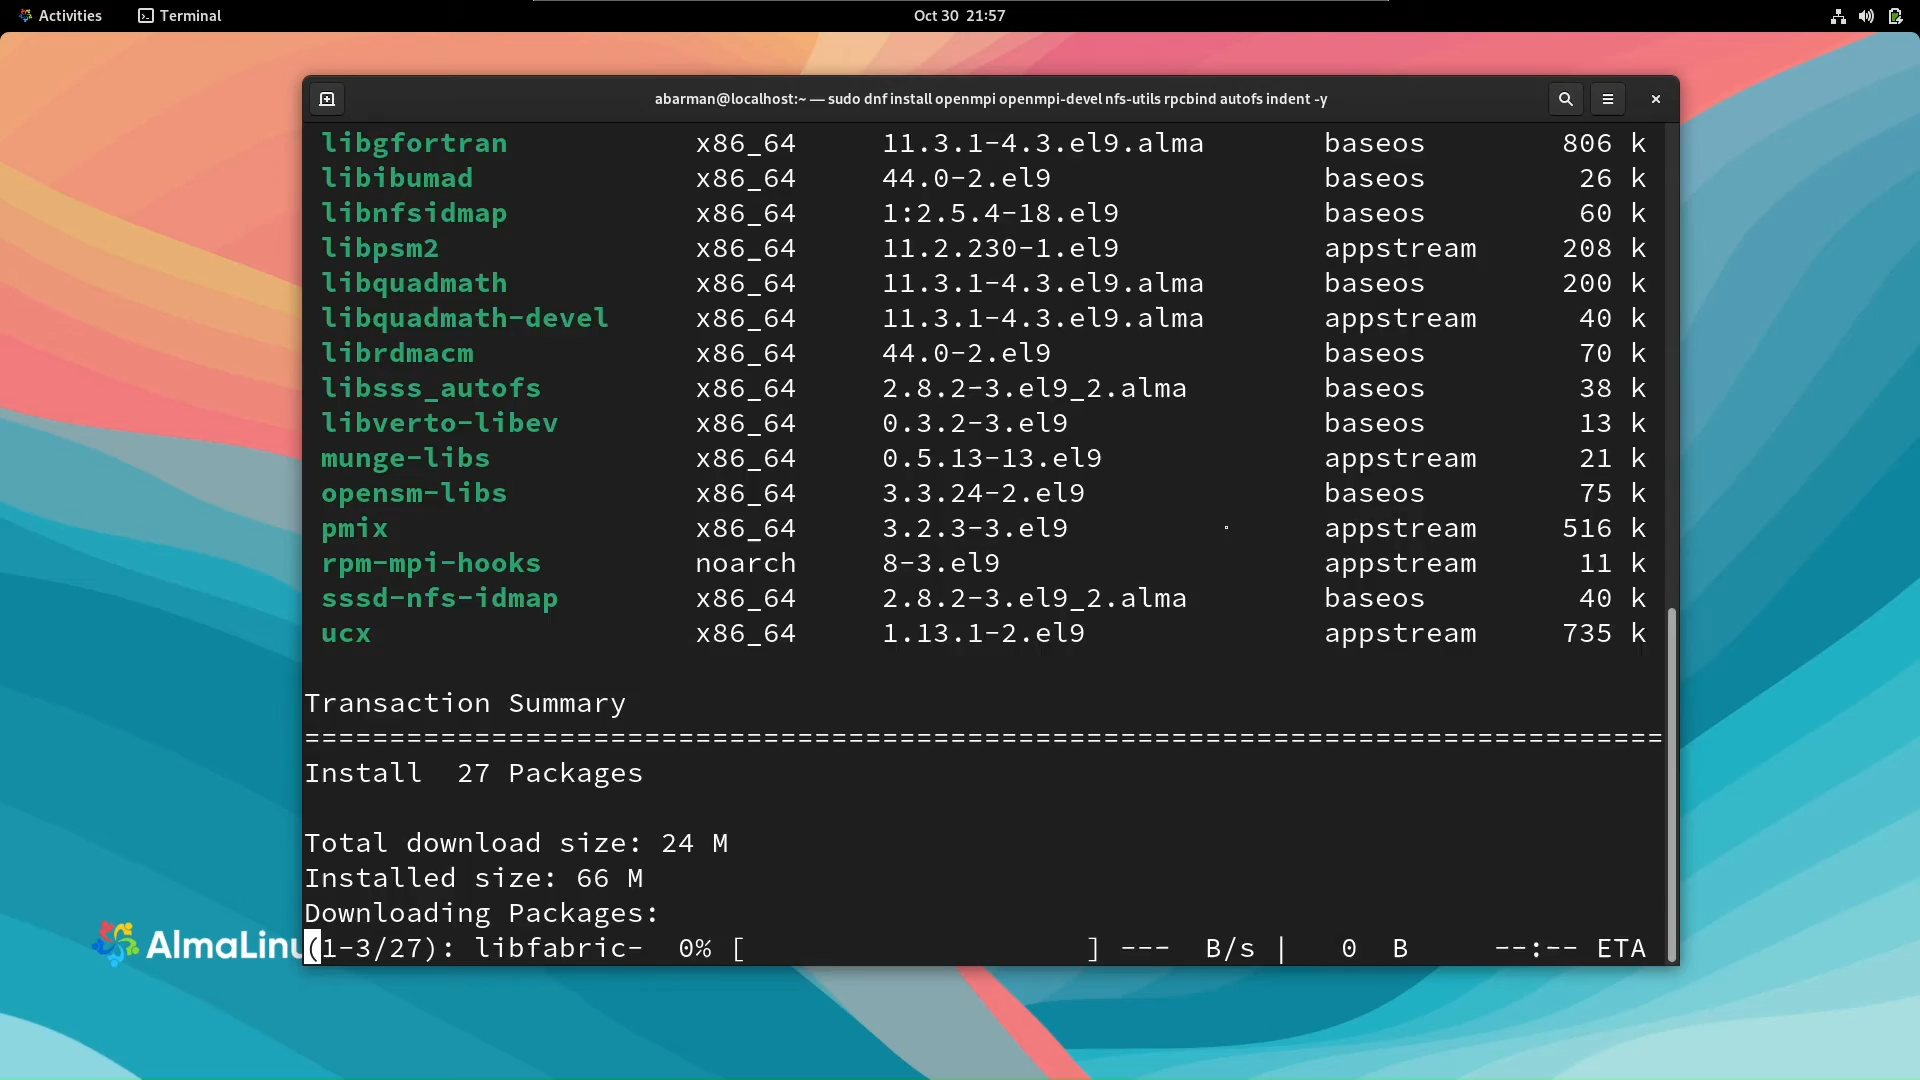 Activities Terminal Oct 30 21:57
abarman@localhost:~ — sudo dnf install openmpi openmpi-devel nfs-utils rpcbind autofs indent -y
libgfortran x86_64 11.3.1-4.3.el9.alma baseos 806 k
libibumad x86_64 44.0-2.el9 baseos 26 k
libnfsidmap x86_64 1:2.5.4-18.el9 baseos 60 k
libpsm2 x86_64 11.2.230-1.el9 appstream 208 k
libquadmath x86_64 11.3.1-4.3.el9.alma baseos 200 k
libquadmath-devel x86_64 11.3.1-4.3.el9.alma appstream 40 k
librdmacm x86_64 44.0-2.el9 baseos 70 k
libsss_autofs x86_64 2.8.2-3.el9_2.alma baseos 38 k
libverto-libev x86_64 0.3.2-3.el9 baseos 13 k
munge-libs x86_64 0.5.13-13.el9 appstream 21 k
opensm-libs x86_64 3.3.24-2.el9 baseos 75 k
pmix x86_64 3.2.3-3.el9 appstream 516 k
rpm-mpi-hooks noarch 8-3.el9 appstream 11 k
sssd-nfs-idmap x86_64 2.8.2-3.el9_2.alma baseos 40 k
ucx x86_64 1.13.1-2.el9 appstream 735 k
Transaction Summary
================================================================================
Install 27 Packages
Total download size: 24 M
Installed size: 66 M
Downloading Packages:
(1-3/27): libfabric- 0% [ ] --- B/s | 0 B --:-- ETA
AlmaLinu